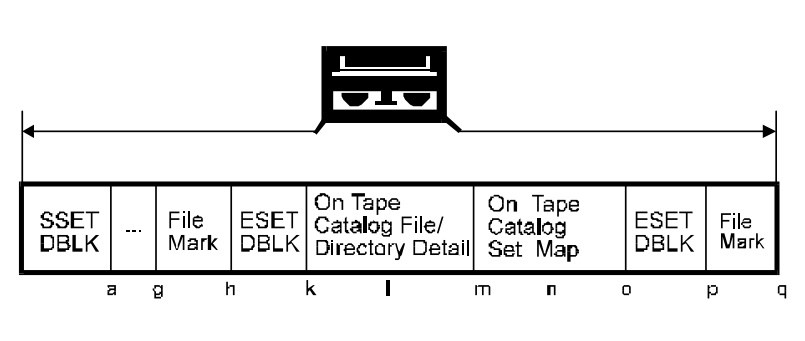 SSET
DBLK
...
File
Mark
ESET
DBLK
On Tape
Catalog File/
Directory Detail
On Tape
Catalog
Set Map
ESET
DBLK
File
Mark
a g h k l m n o p q